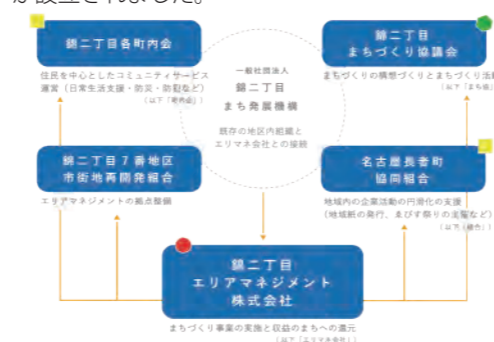 が設立されました。
錦二丁目各町内会
住民を中心としたコミュニティサービス
運営（日常生活支援・防災・防犯など）
（以下「町内会」）
一般社団法人
錦二丁目
まち発展機構
既存の地区内組織と
エリマネ会社との接続
錦二丁目
まちづくり協議会
まちづくりの構想づくりとまちづくり活動
（以下「まち協」）
錦二丁目7番地区
市街地再開発組合
エリアマネジメントの拠点整備
名古屋長者町
協同組合
地域内の企業活動の円滑化の支援
（地域紙の発行、ゑびす祭りの主催など）
（以下「組合」）
錦二丁目
エリアマネジメント
株式会社
まちづくり事業の実施と収益のまちへの還元
（以下「エリマネ会社」）